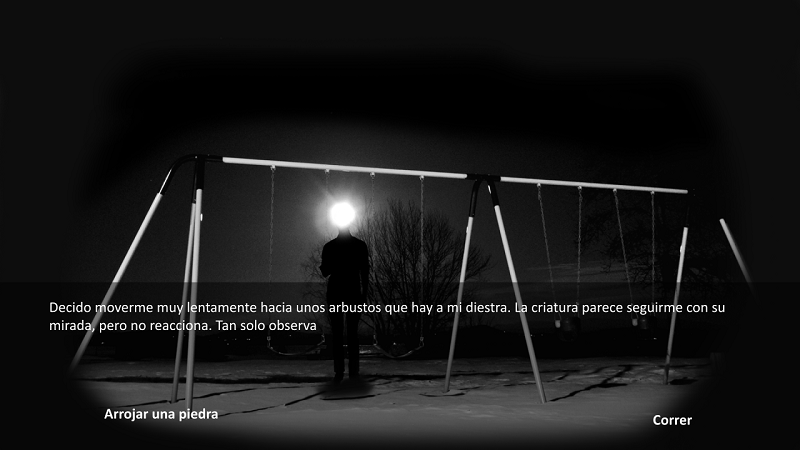 Decido moverme muy lentamente hacia unos arbustos que hay a mi diestra. La criatura parece seguirme con su
mirada, pero no reacciona. Tan solo observa
Arrojar una piedra
Correr